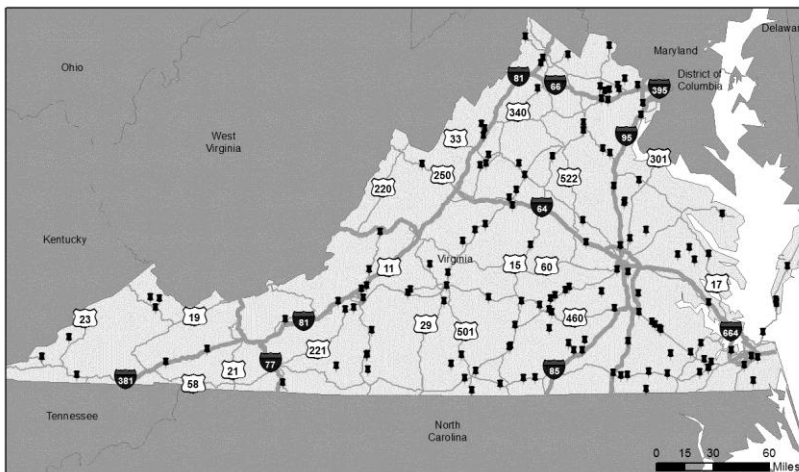 Delaware
Maryland
Ohio
District of
Columbia
81
66
395
340
West
Virginia
33
95
301
250
522
220
64
Kentucky
11
Virginia
15
60
17
23
19
81
29
501
460
664
221
77
21
85
381
58
Tennessee
North
Carolina
0 15 30 60
Miles